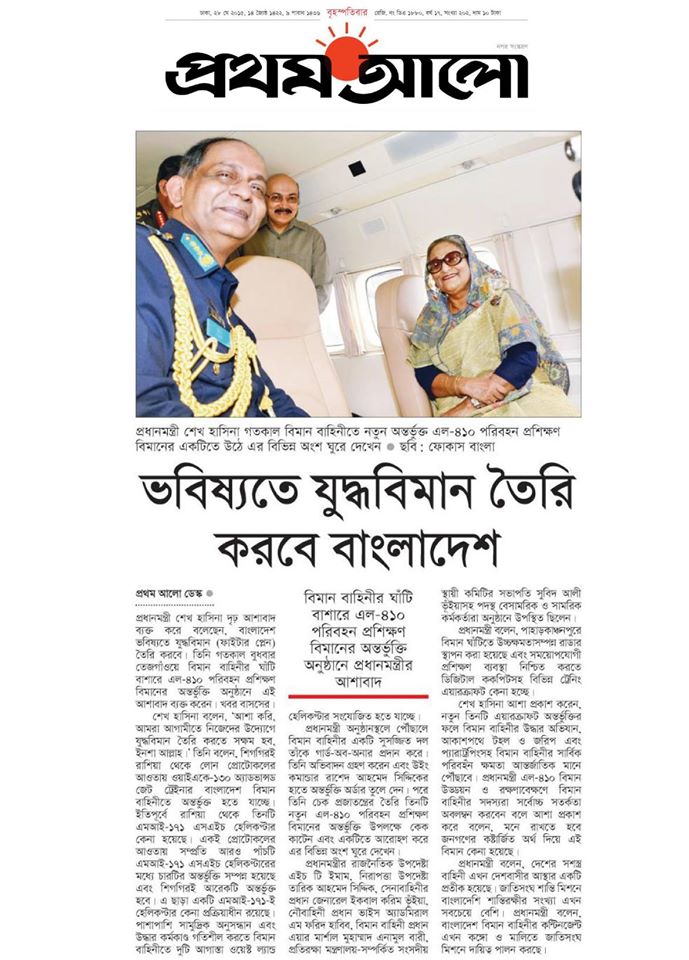 ঢাকা, ২৮ মে ২০১৫, ১৪ জ্যৈষ্ঠ ১৪২২, ৯ শাবান ১৪৩৬ বৃহস্পতিবার রেজি. নং ডিএ ১৮৮০, বর্ষ ১৭, সংখ্যা ২০২, দাম ১০ টাকা
নগর সংস্করণ
প্রথম আলো
প্রধানমন্ত্রী শেখ হাসিনা গতকাল বিমান বাহিনীতে নতুন অন্তর্ভুক্ত এল-৪১০ পরিবহন প্রশিক্ষণ
বিমানের একটিতে উঠে এর বিভিন্ন অংশ ঘুরে দেখেন ● ছবি : ফোকাস বাংলা
ভবিষ্যতে যুদ্ধবিমান তৈরি
করবে বাংলাদেশ
প্রথম আলো ডেস্ক ●
প্রধানমন্ত্রী শেখ হাসিনা দৃঢ় আশাবাদ
ব্যক্ত করে বলেছেন, বাংলাদেশ
ভবিষ্যতে যুদ্ধবিমান (ফাইটার প্লেন)
তৈরি করবে। তিনি গতকাল বুধবার
তেজগাঁওয়ে বিমান বাহিনীর ঘাঁটি
বাশারে এল-৪১০ পরিবহন প্রশিক্ষণ
বিমানের অন্তর্ভুক্তি অনুষ্ঠানে এই
আশাবাদ ব্যক্ত করেন। খবর বাসসের।
শেখ হাসিনা বলেন, ‘আশা করি,
আমরা আগামীতে নিজেদের উদ্যোগে
যুদ্ধবিমান তৈরি করতে সক্ষম হব,
ইনশা আল্লাহ।’ তিনি বলেন, শিগগিরই
রাশিয়া থেকে লোন প্রোটোকলের
আওতায় ওয়াইএকে-১৩০ অ্যাডভান্সড
জেট ট্রেইনার বাংলাদেশ বিমান
বাহিনীতে অন্তর্ভুক্ত হতে যাচ্ছে।
ইতিপূর্বে রাশিয়া থেকে তিনটি
এমআই-১৭১ এসএইচ হেলিকপ্টার
কেনা হয়েছে। একই প্রোটোকলের
আওতায় সম্প্রতি আরও পাঁচটি
এমআই-১৭১ এসএইচ হেলিকপ্টারের
মধ্যে চারটির অন্তর্ভুক্তি সম্পন্ন হয়েছে
এবং শিগগিরই আরেকটি অন্তর্ভুক্ত
হবে। এ ছাড়া একটি এমআই-১৭১-ই
হেলিকপ্টার কেনা প্রক্রিয়াধীন রয়েছে।
পাশাপাশি সামুদ্রিক অনুসন্ধান এবং
উদ্ধার কর্মকাণ্ড গতিশীল করতে বিমান
বাহিনীতে দুটি আগাস্তা ওয়েস্ট ল্যান্ড
বিমান বাহিনীর ঘাঁটি
বাশারে এল-৪১০
পরিবহন প্রশিক্ষণ
বিমানের অন্তর্ভুক্তি
অনুষ্ঠানে প্রধানমন্ত্রীর
আশাবাদ
হেলিকপ্টার সংযোজিত হতে যাচ্ছে।
প্রধানমন্ত্রী অনুষ্ঠানস্থলে পৌঁছালে
বিমান বাহিনীর একটি সুসজ্জিত দল
তাঁকে গার্ড-অব-অনার প্রদান করে।
তিনি অভিবাদন গ্রহণ করেন এবং উইং
কমান্ডার রাশেদ আহমেদ সিদ্দিকের
হাতে অন্তর্ভুক্তি অর্ডার তুলে দেন। পরে
তিনি চেক প্রজাতন্ত্রের তৈরি তিনটি
নতুন এল-৪১০ পরিবহন প্রশিক্ষণ
বিমানের অন্তর্ভুক্তি উপলক্ষে কেক
কাটেন এবং একটিতে আরোহণ করে
এর বিভিন্ন অংশ ঘুরে দেখেন।
প্রধানমন্ত্রীর রাজনৈতিক উপদেষ্টা
এইচ টি ইমাম, নিরাপত্তা উপদেষ্টা
তারিক আহমেদ সিদ্দিক, সেনাবাহিনীর
প্রধান জেনারেল ইকবাল করিম ভূঁইয়া,
নৌবাহিনী প্রধান ভাইস অ্যাডমিরাল
এম ফরিদ হাবিব, বিমান বাহিনী প্রধান
এয়ার মার্শাল মুহাম্মাদ এনামুল বারী,
প্রতিরক্ষা মন্ত্রণালয়-সম্পর্কিত সংসদীয়
স্থায়ী কমিটির সভাপতি সুবিদ আলী
ভূঁইয়াসহ পদস্থ বেসামরিক ও সামরিক
কর্মকর্তারা অনুষ্ঠানে উপস্থিত ছিলেন।
প্রধানমন্ত্রী বলেন, পাহাড়কাঞ্চনপুরে
বিমান ঘাঁটিতে উচ্চক্ষমতাসম্পন্ন রাডার
স্থাপন করা হয়েছে এবং সময়োপযোগী
প্রশিক্ষণ ব্যবস্থা নিশ্চিত করতে
ডিজিটাল ককপিটসহ বিভিন্ন ট্রেনিং
এয়ারক্রাফট কেনা হচ্ছে।
শেখ হাসিনা আশা প্রকাশ করেন,
নতুন তিনটি এয়ারক্রাফট অন্তর্ভুক্তির
ফলে বিমান বাহিনীর উদ্ধার অভিযান,
আকাশপথে টহল ও জরিপ এবং
প্যারাট্রুপিংসহ বিমান বাহিনীর সার্বিক
পরিবহন ক্ষমতা আন্তর্জাতিক মানে
পৌঁছাবে। প্রধানমন্ত্রী এল-৪১০ বিমান
উড্ডয়ন ও রক্ষণাবেক্ষণে বিমান
বাহিনীর সদস্যরা সর্বোচ্চ সতর্কতা
অবলম্বন করবেন বলে আশা প্রকাশ
করে বলেন, মনে রাখতে হবে
জনগণের কষ্টার্জিত অর্থ দিয়ে এই
বিমান কেনা হয়েছে।
প্রধানমন্ত্রী বলেন, দেশের সশস্ত্র
বাহিনী এখন দেশবাসীর আস্থার একটি
প্রতীক হয়েছে। জাতিসংঘ শান্তি মিশনে
বাংলাদেশি শান্তিরক্ষীর সংখ্যা এখন
সবচেয়ে বেশি। প্রধানমন্ত্রী বলেন,
বাংলাদেশ বিমান বাহিনীর কন্টিনজেন্ট
এখন কঙ্গো ও মালিতে জাতিসংঘ
মিশনে দায়িত্ব পালন করছে।